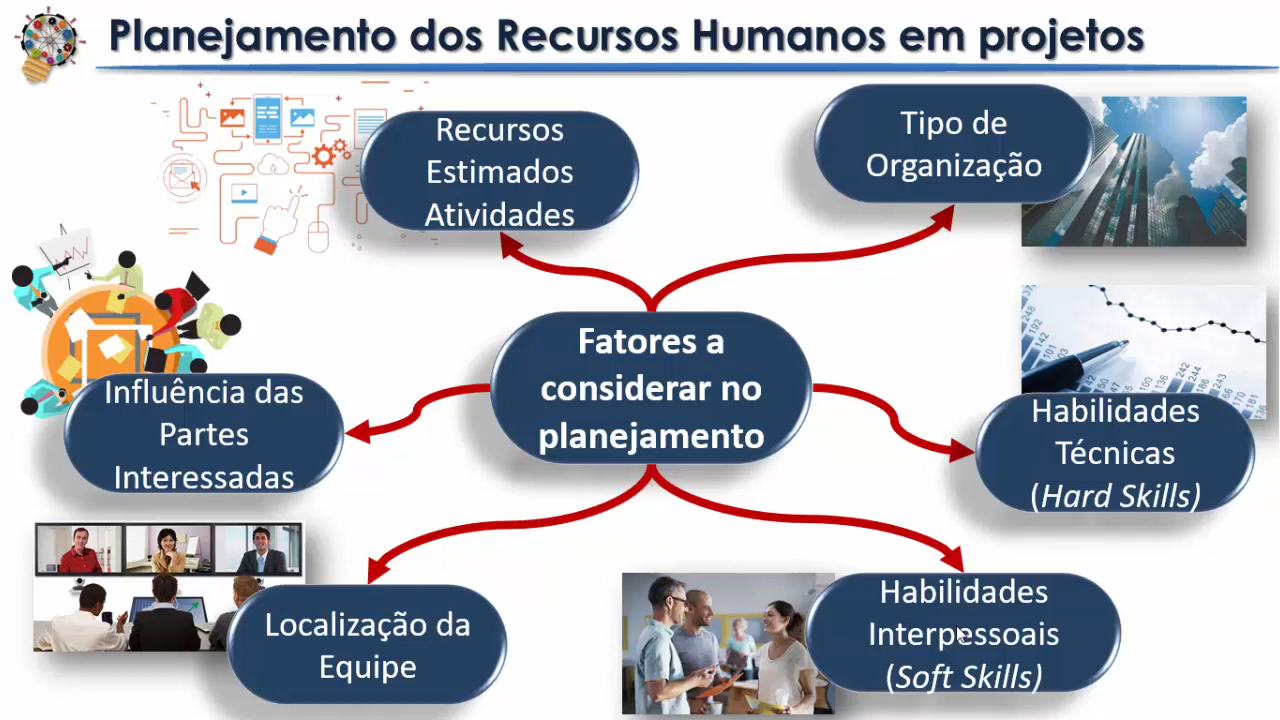 Planejamento dos Recursos Humanos em projetos
Recursos
Estimados
Atividades
Tipo de
Organização
Fatores a
considerar no
planejamento
Influência das
Partes
Interessadas
Habilidades
Técnicas
(Hard Skills)
Localização da
Equipe
Habilidades
Interpessoais
(Soft Skills)